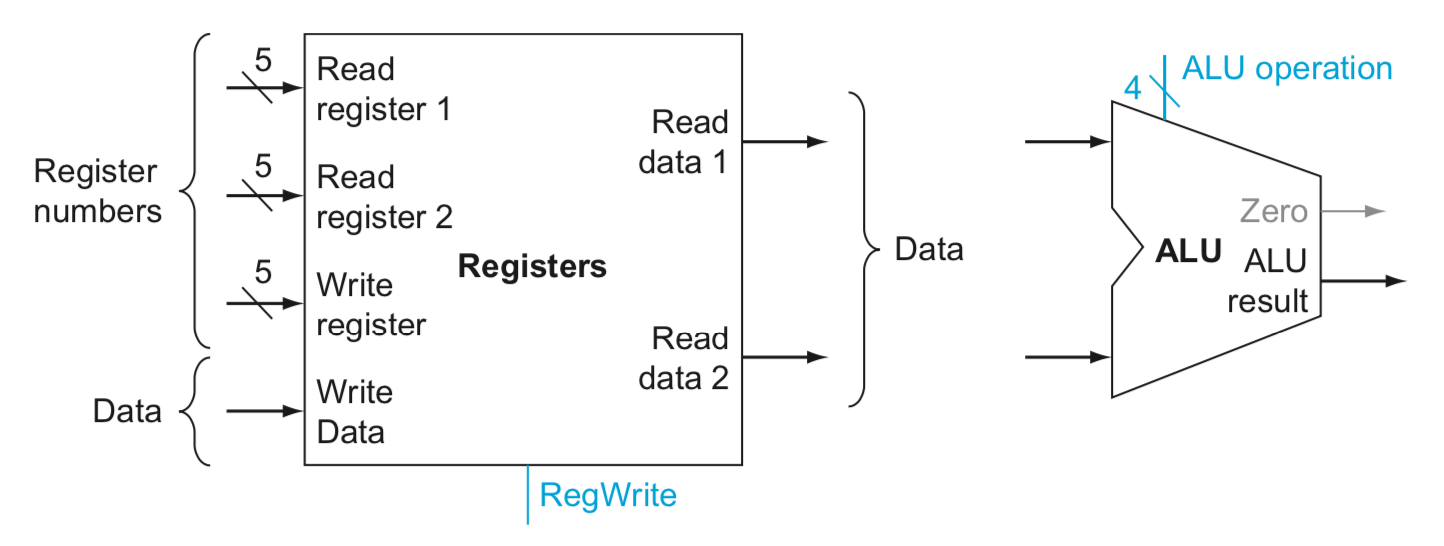 Register
numbers
Data
5
5
5
Read
register 1
Read
register 2
Write
register
Write
Data
Registers
Read
data 1
Read
data 2
RegWrite
Data
4
ALU operation
Zero
ALU
ALU
result